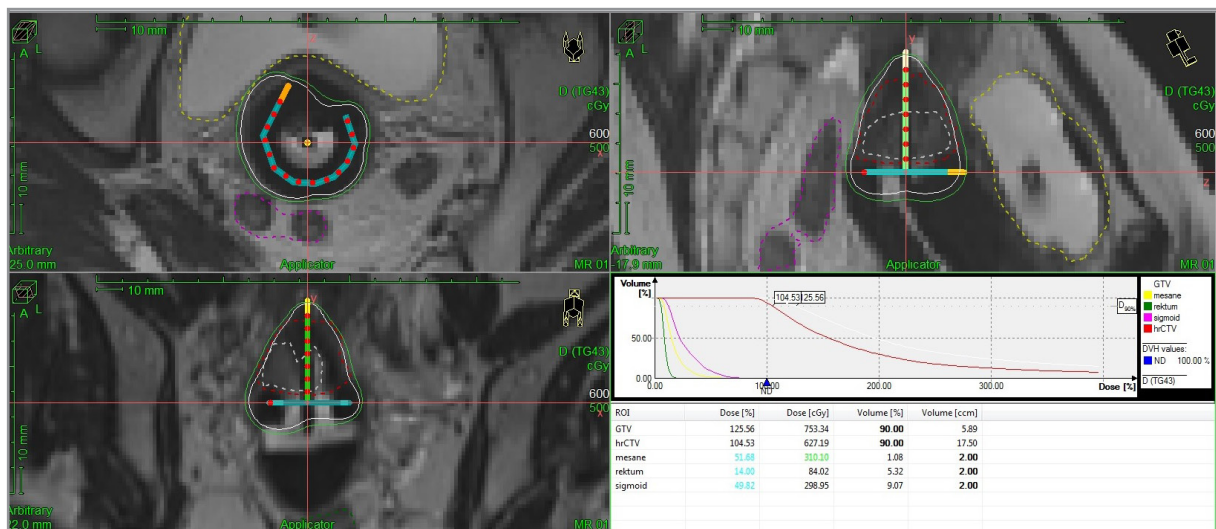 A L
10 mm
D (TG43)
cGy
600
500
x
10 mm
Arbitrary
-25.0 mm
Applicator
MR 01
A L
10 mm
y
D (TG43)
cGy
600
500
z
10 mm
Arbitrary
-17.9 mm
Applicator
MR 01
10 mm
y
D (TG43)
cGy
600
500
x
10 mm
Arbitrary
22.0 mm
Applicator
MR 01
Volume
[%]
104.53
125.56
D90%
50.00
0.00
0.00
200.00
300.00
ND
Dose [%]
GTV
mesane
rektum
sigmoid
hrCTV
DVH values:
ND 100.00 %
D (TG43)
ROI Dose [%] Dose [cGy] Volume [%] Volume [ccm]
GTV 125.56 753.34 90.00 5.89
hrCTV 104.53 627.19 90.00 17.50
mesane 51.68 310.10 1.08 2.00
rektum 14.00 84.02 5.32 2.00
sigmoid 49.82 298.95 9.07 2.00